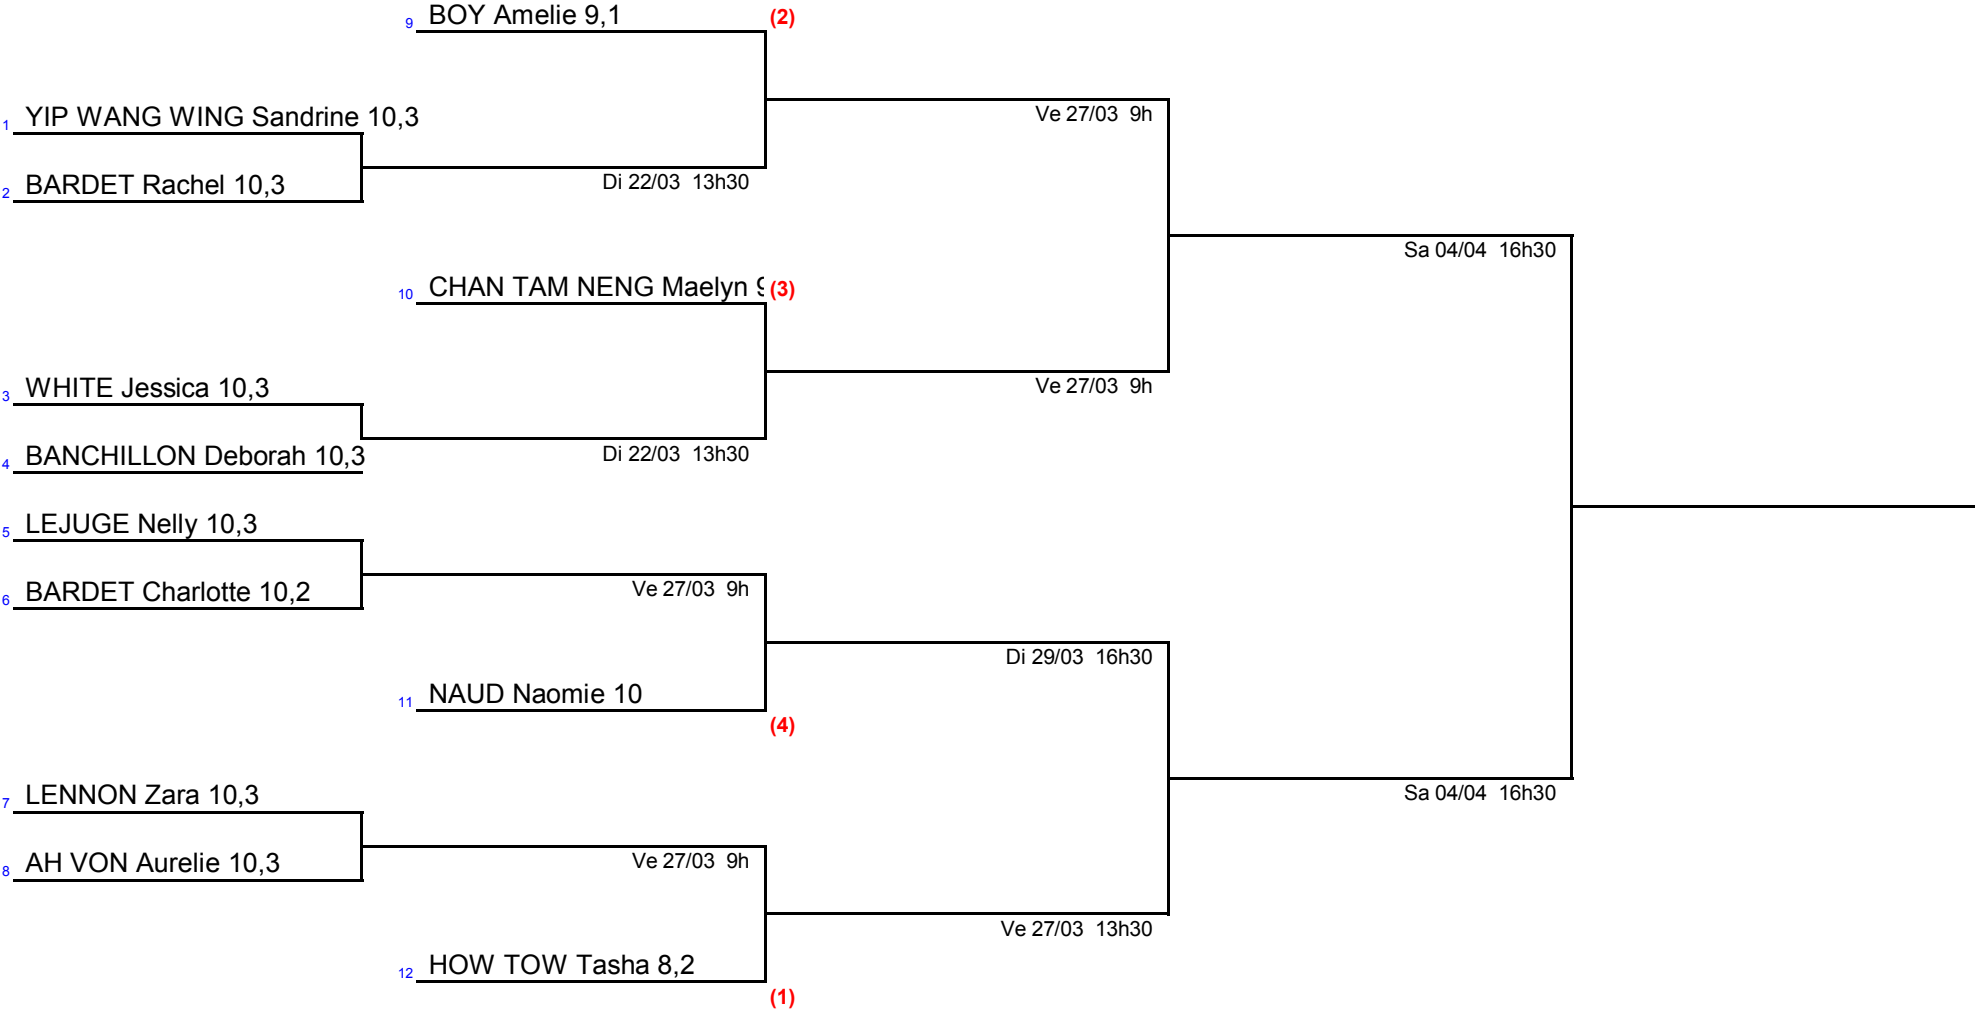 9 BOY Amelie 9,1 (2)
Ve 27/03 9h
1 YIP WANG WING Sandrine 10,3
2 BARDET Rachel 10,3
Di 22/03 13h30
Sa 04/04 16h30
10 CHAN TAM NENG Maelyn (3)
Ve 27/03 9h
3 WHITE Jessica 10,3
4 BANCHILLON Deborah 10,3
Di 22/03 13h30
5 LEJUGE Nelly 10,3
6 BARDET Charlotte 10,2
Ve 27/03 9h
Di 29/03 16h30
11 NAUD Naomie 10
(4)
7 LENNON Zara 10,3
Sa 04/04 16h30
8 AH VON Aurelie 10,3
Ve 27/03 9h
Ve 27/03 13h30
12 HOW TOW Tasha 8,2
(1)